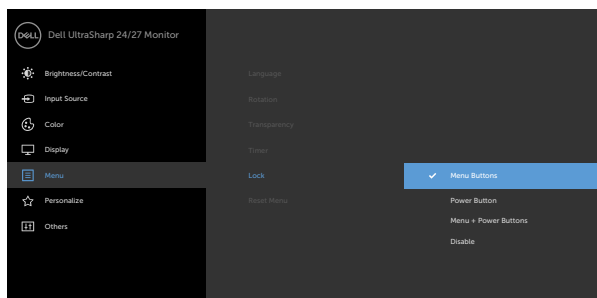 DELL Dell UltraSharp 24/27 Monitor
Brightness/Contrast
Language
Input Source
Rotation
Color
Transparency
Display
Timer
Menu
Lock
Menu Buttons
Personalize
Reset Menu
Power Button
Menu + Power Buttons
Others
Disable